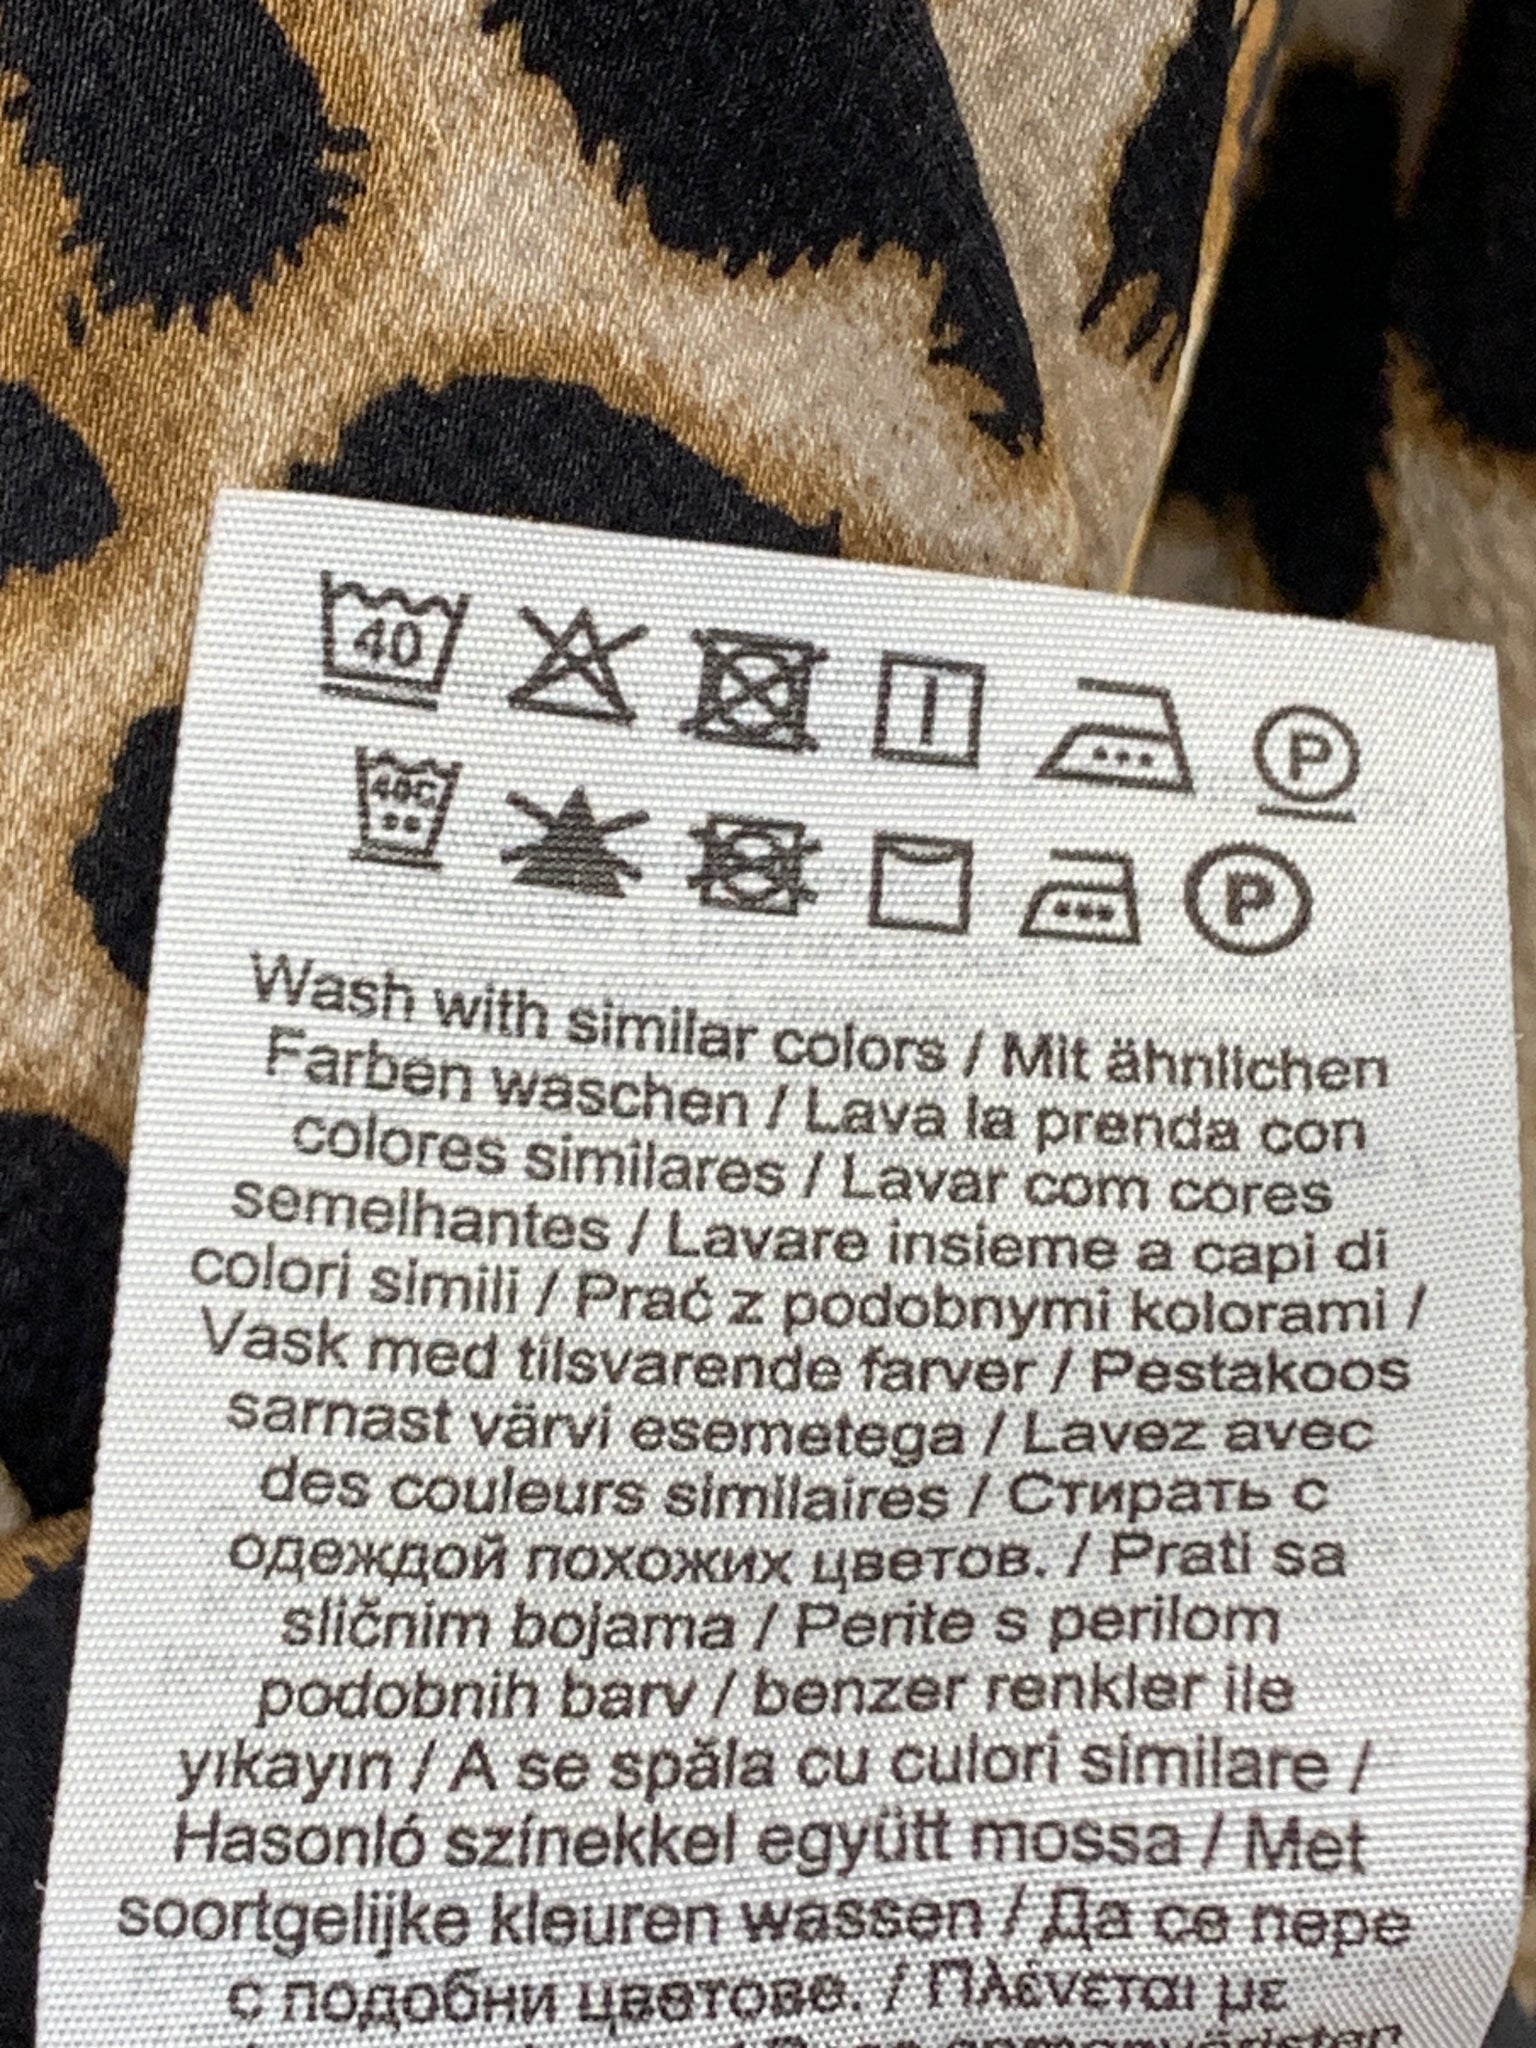 40
P
40C
P
Wash with similar colors / Mit ähnlichen
Farben waschen / Lava la prenda con
colores similares / Lavar com cores
semelhantes / Lavare insieme a capi di
colori simili / Prać z podobnymi kolorami /
Vask med tilsvarende farver / Pestakoos
sarnast värvi esemetega / Lavez avec
des couleurs similaires / Стирать с
одеждой похожих цветов. / Prati sa
sličnim bojama / Perite s perilom
podobnih barv / benzer renkler ile
yıkayın / A se spăla cu culori similare /
Hasonló színekkel együtt mossa / Met
soortgelijke kleuren wassen / Да се пере
с подобни цветове. / Πλένεται με